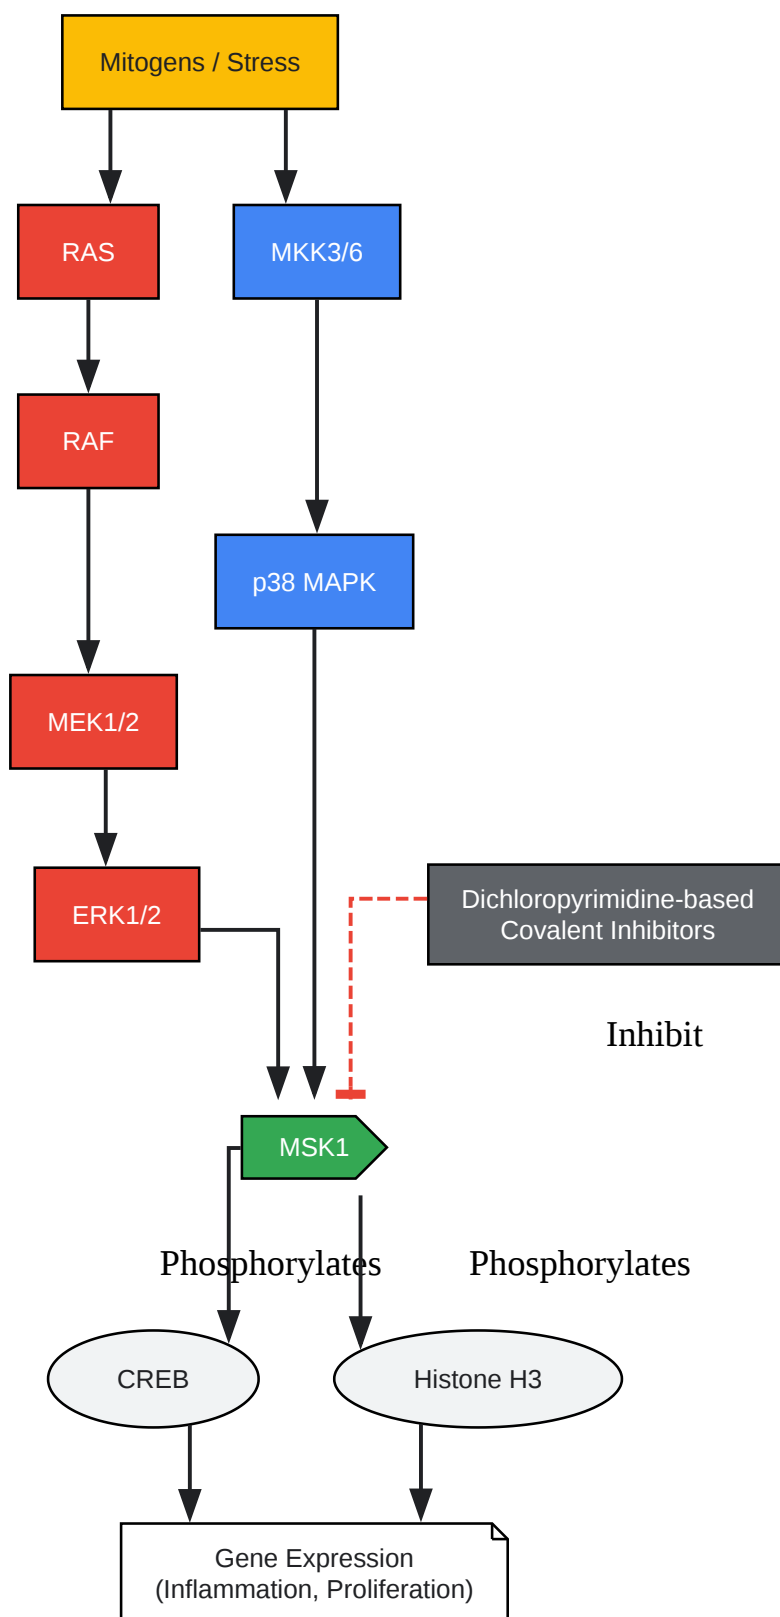 Mitogens / Stress
RAS
MKK3/6
RAF
p38 MAPK
MEK1/2
ERK1/2
Dichloropyrimidine-based
Covalent Inhibitors
Inhibit
MSK1
Phosphorylates
Phosphorylates
CREB
Histone H3
Gene Expression
(Inflammation, Proliferation)